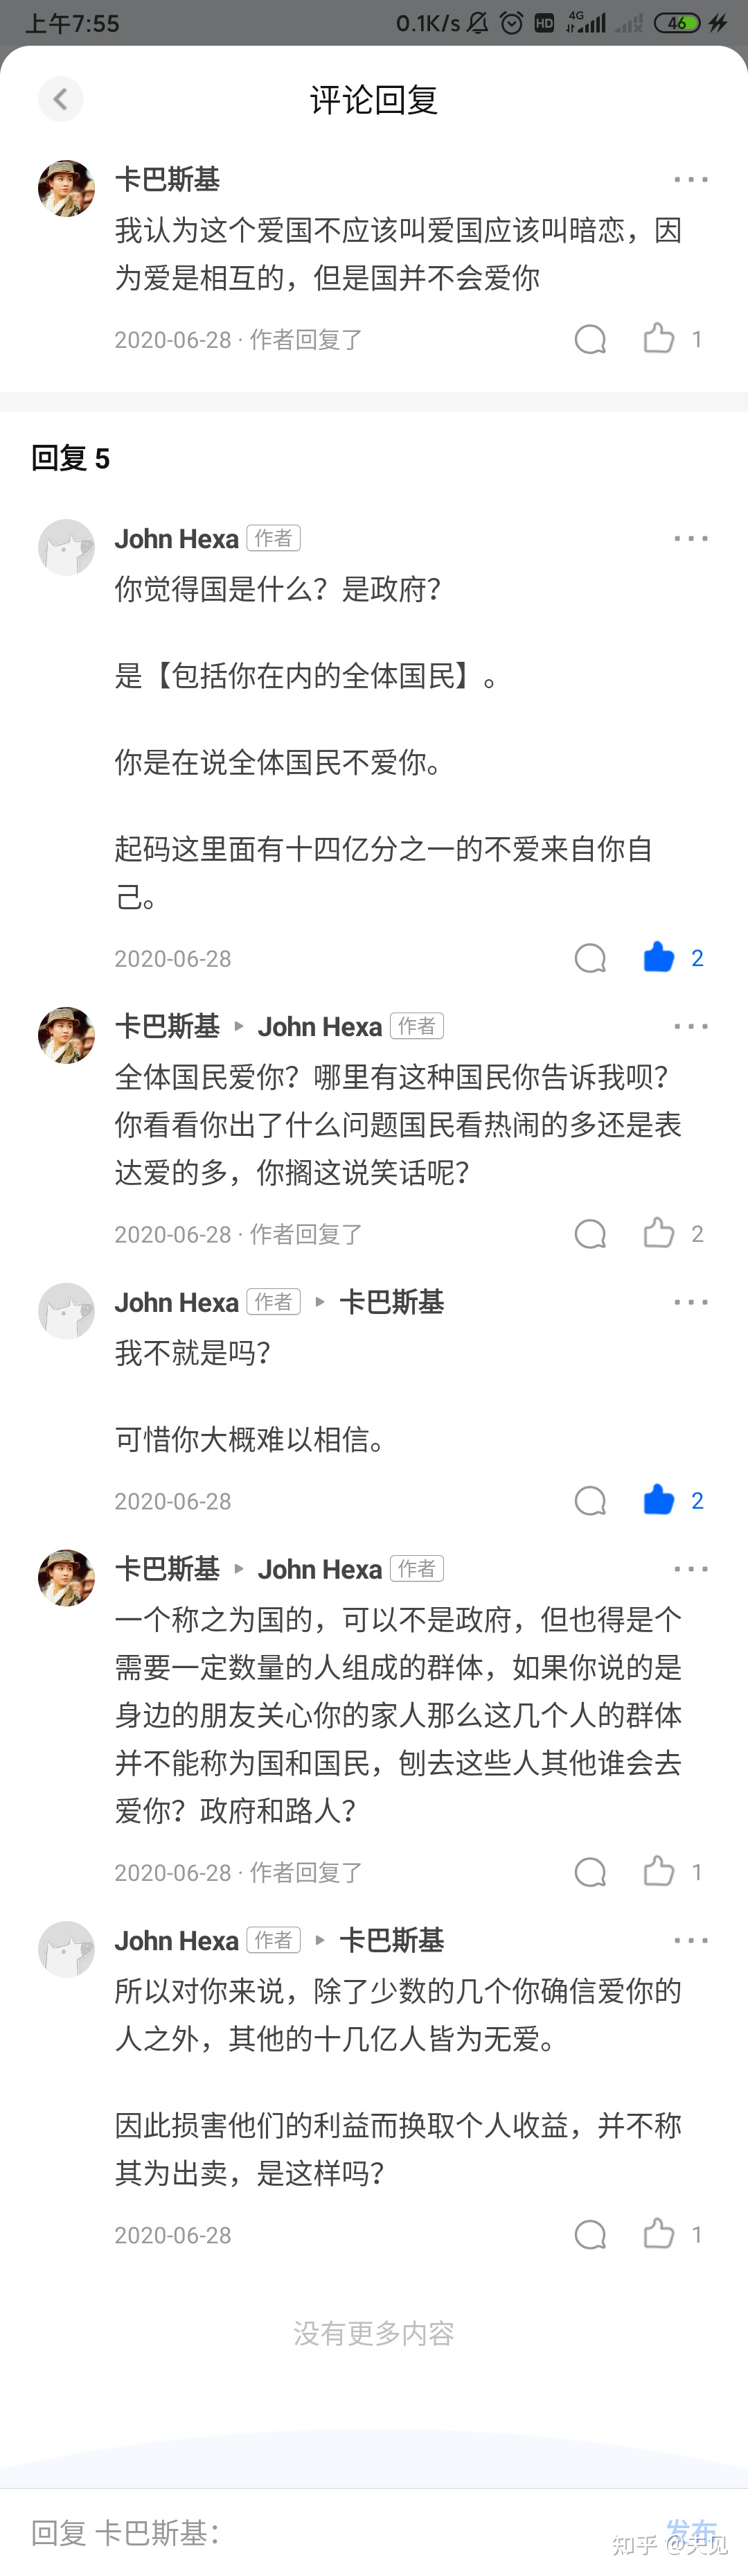 上午7:55
0.1K/s
HD
4G
46
评论回复
卡巴斯基
我认为这个爱国不应该叫爱国应该叫暗恋，因
为爱是相互的，但是国并不会爱你
2020-06-28 · 作者回复了
1
回复 5
John Hexa 作者
你觉得国是什么？是政府？
是【包括你在内的全体国民】。
你是在说全体国民不爱你。
起码这里面有十四亿分之一的不爱来自你自
己。
2020-06-28
2
卡巴斯基 ▸ John Hexa 作者
全体国民爱你？哪里有这种国民你告诉我呗？
你看看你出了什么问题国民看热闹的多还是表
达爱的多，你搁这说笑话呢？
2020-06-28 · 作者回复了
2
John Hexa 作者 ▸ 卡巴斯基
我不就是吗？
可惜你大概难以相信。
2020-06-28
2
卡巴斯基 ▸ John Hexa 作者
一个称之为国的，可以不是政府，但也得是个
需要一定数量的人组成的群体，如果你说的是
身边的朋友关心你的家人那么这几个人的群体
并不能称为国和国民，刨去这些人其他谁会去
爱你？政府和路人？
2020-06-28 · 作者回复了
1
John Hexa 作者 ▸ 卡巴斯基
所以对你来说，除了少数的几个你确信爱你的
人之外，其他的十几亿人皆为无爱。
因此损害他们的利益而换取个人收益，并不称
其为出卖，是这样吗？
2020-06-28
1
没有更多内容
回复 卡巴斯基：
发布
知乎 @天见